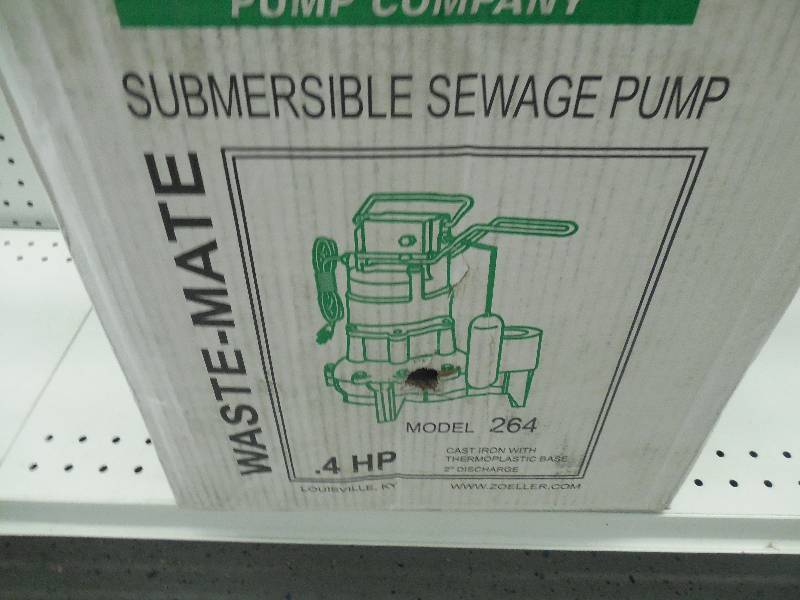 PUMP COMPANY
SUBMERSIBLE SEWAGE PUMP
WASTE-MATE
MODEL 264
.4 HP
CAST IRON WITH
THERMOPLASTIC BASE
2" DISCHARGE
LOUISVILLE, KY
WWW.ZOELLER.COM